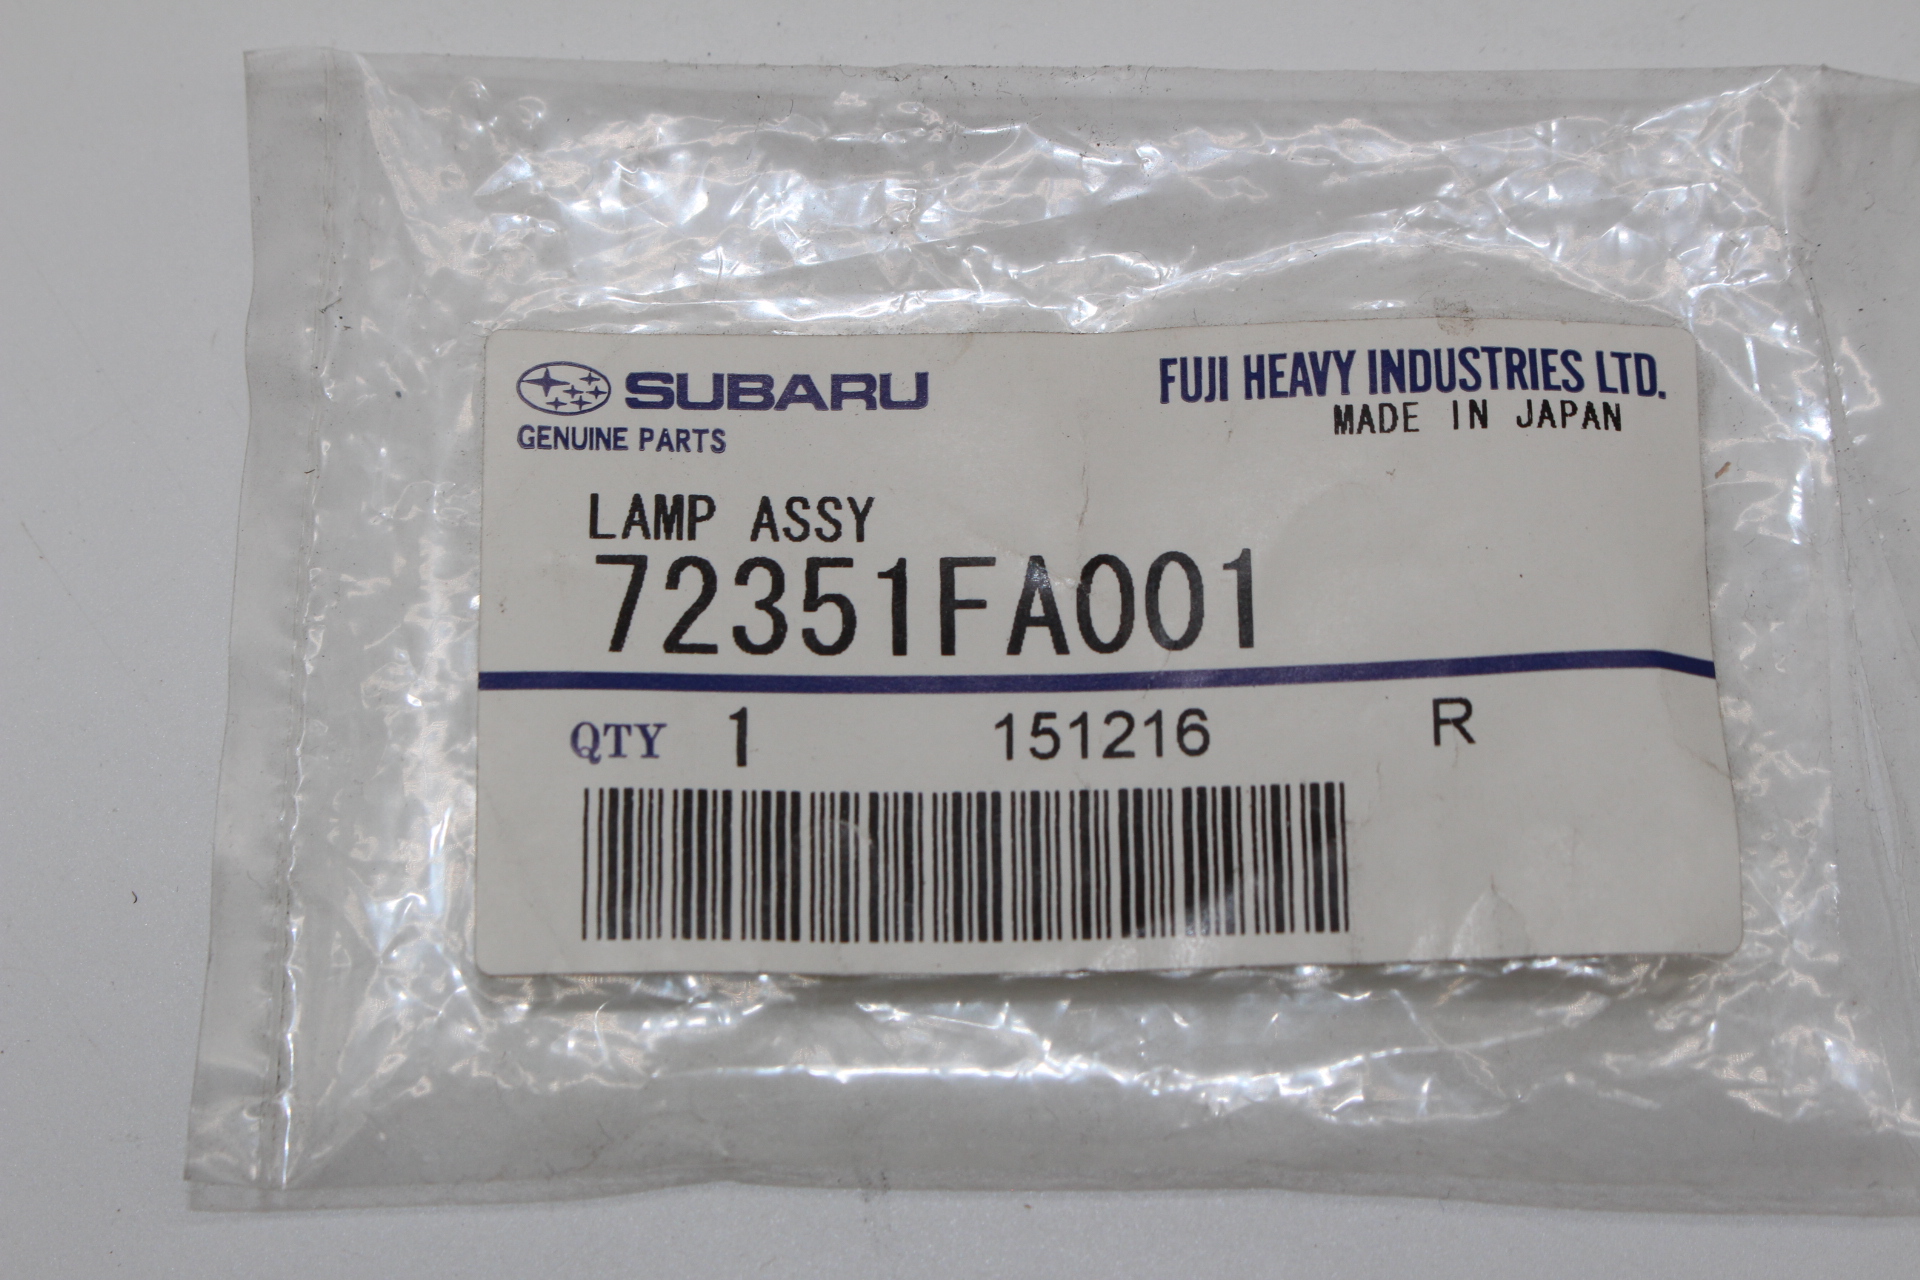 SUBARU
FUJI HEAVY INDUSTRIES LTD.
GENUINE PARTS
MADE IN JAPAN
LAMP ASSY
72351FA001
QTY 1 151216 R